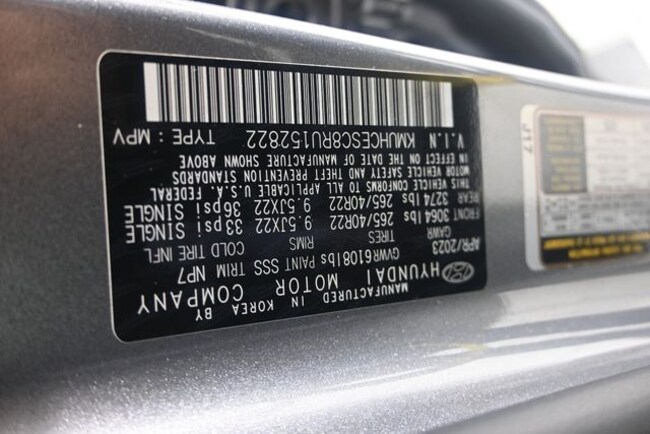 MANUFACTURED IN KOREA BY
HYUNDAI MOTOR COMPANY
APR/2023 GVWR6108lbs PAINT SSS TRIM NP7
GAWR TIRES RIMS COLD TIRE INFL
FRONT 3064 lbs 265/40R22 9.5JX22 33psi SINGLE
REAR 3274 lbs 265/40R22 9.5JX22 36psi SINGLE
THIS VEHICLE CONFORMS TO ALL APPLICABLE U.S.A. FEDERAL
MOTOR VEHICLE SAFETY AND THEFT PREVENTION STANDARDS
IN EFFECT ON THE DATE OF MANUFACTURE SHOWN ABOVE
V.I.N KMUHCESC8RU152822 TYPE : MPV
J17